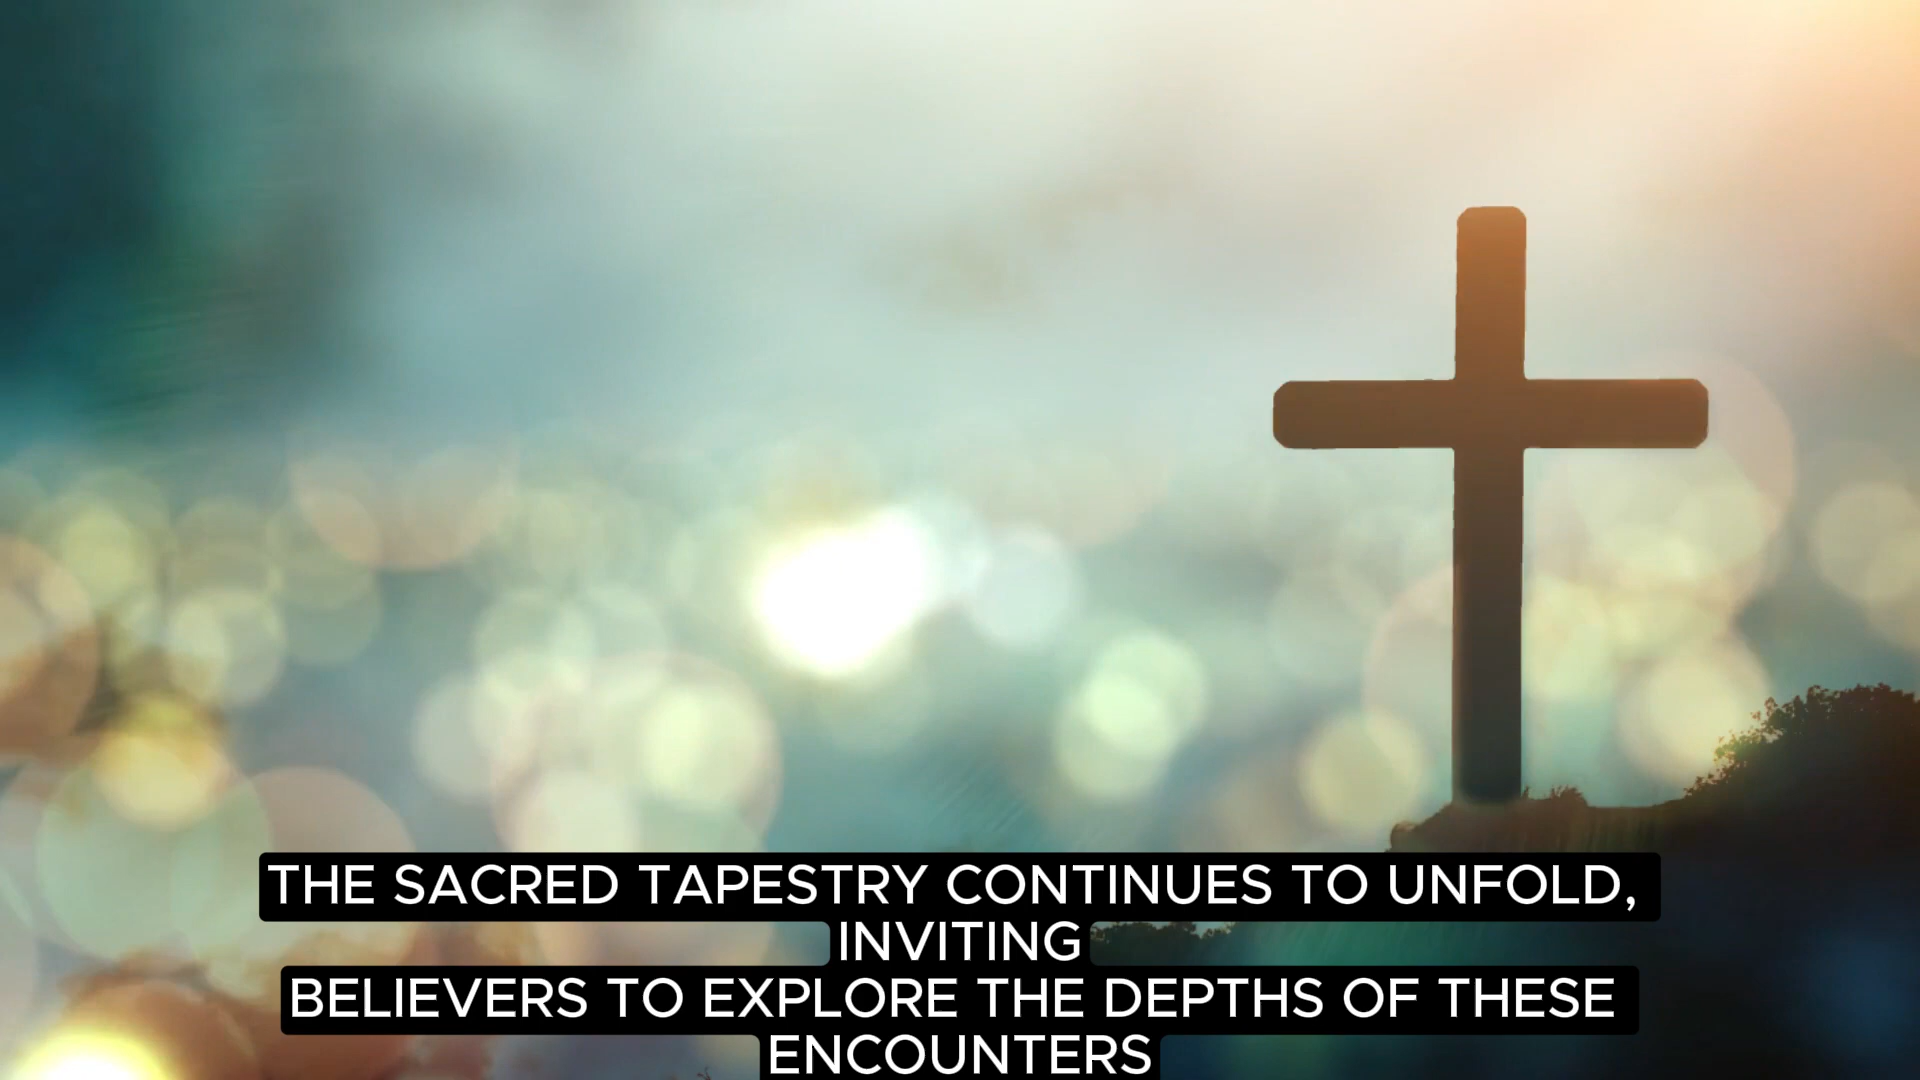 THE SACRED TAPESTRY CONTINUES TO UNFOLD,
INVITING
BELIEVERS TO EXPLORE THE DEPTHS OF THESE
ENCOUNTERS